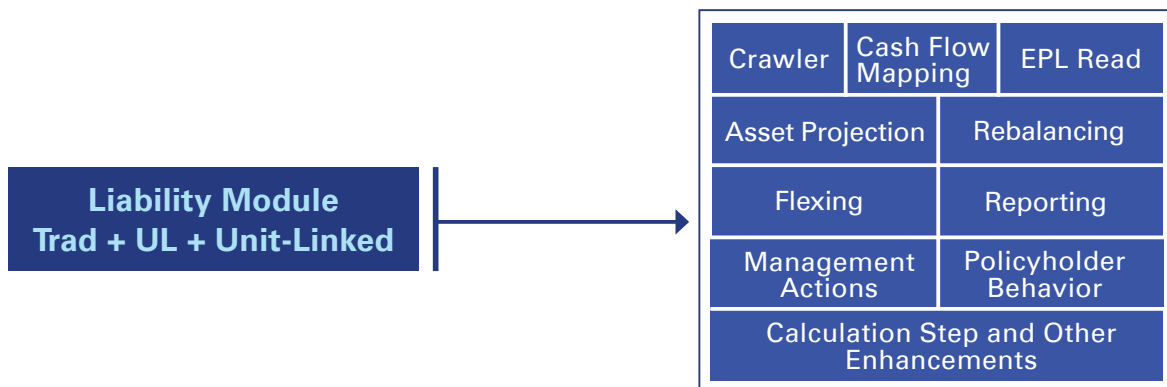 Liability Module
Trad + UL + Unit-Linked
Crawler
Cash Flow
Mapping
EPL Read
Asset Projection
Rebalancing
Flexing
Reporting
Management
Actions
Policyholder
Behavior
Calculation Step and Other
Enhancements